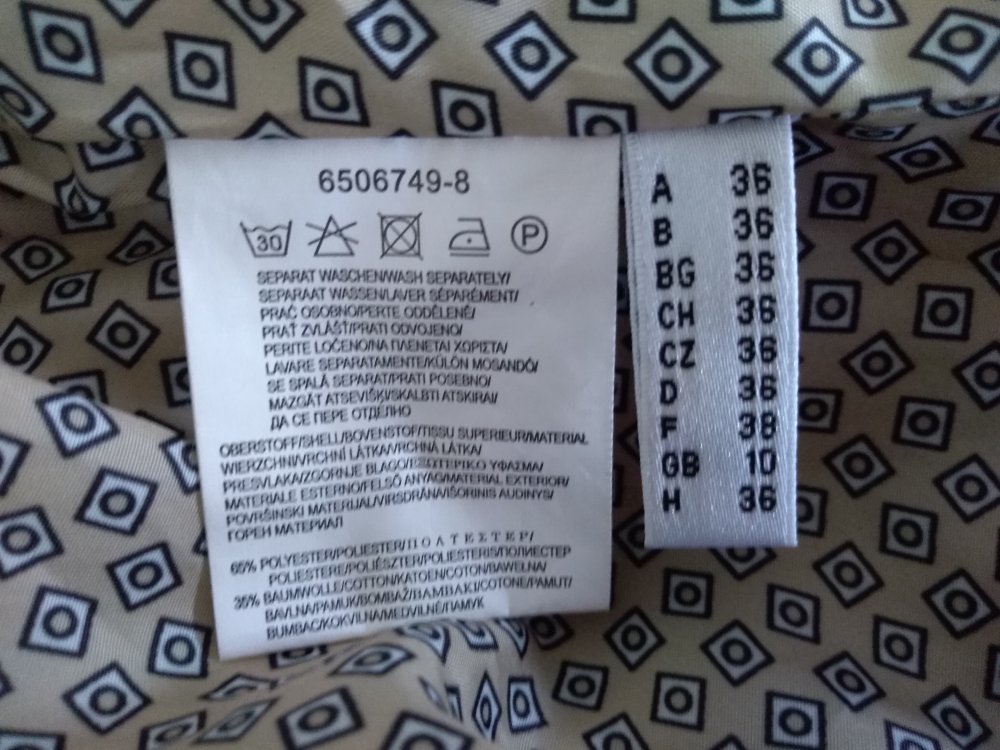 6506749-8
30 P
SEPARAT WASCHEN/WASH SEPARATELY/
SEPARAAT WASSEN/LAVER SÉPARÉMENT/
PRAĆ OSOBNO/PERTE ODDĚLENĚ/
PRAŤ ZVLÁŠŤ/PRATI ODVOJENO/
PERITE LOČENO/NA ΠΛENETAI XΩPIΣTA/
LAVARE SEPARATAMENTE/KÜLÖN MOSANDÓ/
SE SPALĂ SEPARAT/PRATI POSEBNO/
MAZGĀT ATSEVIŠĶI/SKALBTI ATSKIRAI/
ДА СЕ ПЕРЕ ОТДЕЛНО
OBERSTOFF/SHELL/BOVENSTOF/TISSU SUPERIEUR/MATERIAL
WIERZCHNI/VRCHNÍ LÁTKA/VRCHNÁ LÁTKA/
PRESVLAKA/ZGORNJE BLAGO/ΕΞΩΤΕΡΙΚΟ ΥΦΑΣΜΑ/
MATERIALE ESTERNO/FELSŐ ANYAG/MATERIAL EXTERIOR/
POVRŠINSKI MATERIJAL/VIRSDRĀNA/IŠORINIS AUDINYS/
ГОРЕН МАТЕРИАЛ
65% POLYESTER/POLIESTER/ΠΟΛΥΕΣΤΕΡ/
POLIESTERE/POLIÉSZTER/POLIESTERIS/ПОЛИЕСТЕР
35% BAUMWOLLE/COTTON/KATOEN/COTON/BAWEŁNA/
BAVLNA/PAMUK/BOMBAŽ/BAMBAKI/COTONE/PAMUT/
BUMBAC/KOKVILNA/MEDVILNĖ/ПАМУК
A 36
B 36
BG 36
CH 36
CZ 36
D 36
F 38
GB 10
H 36